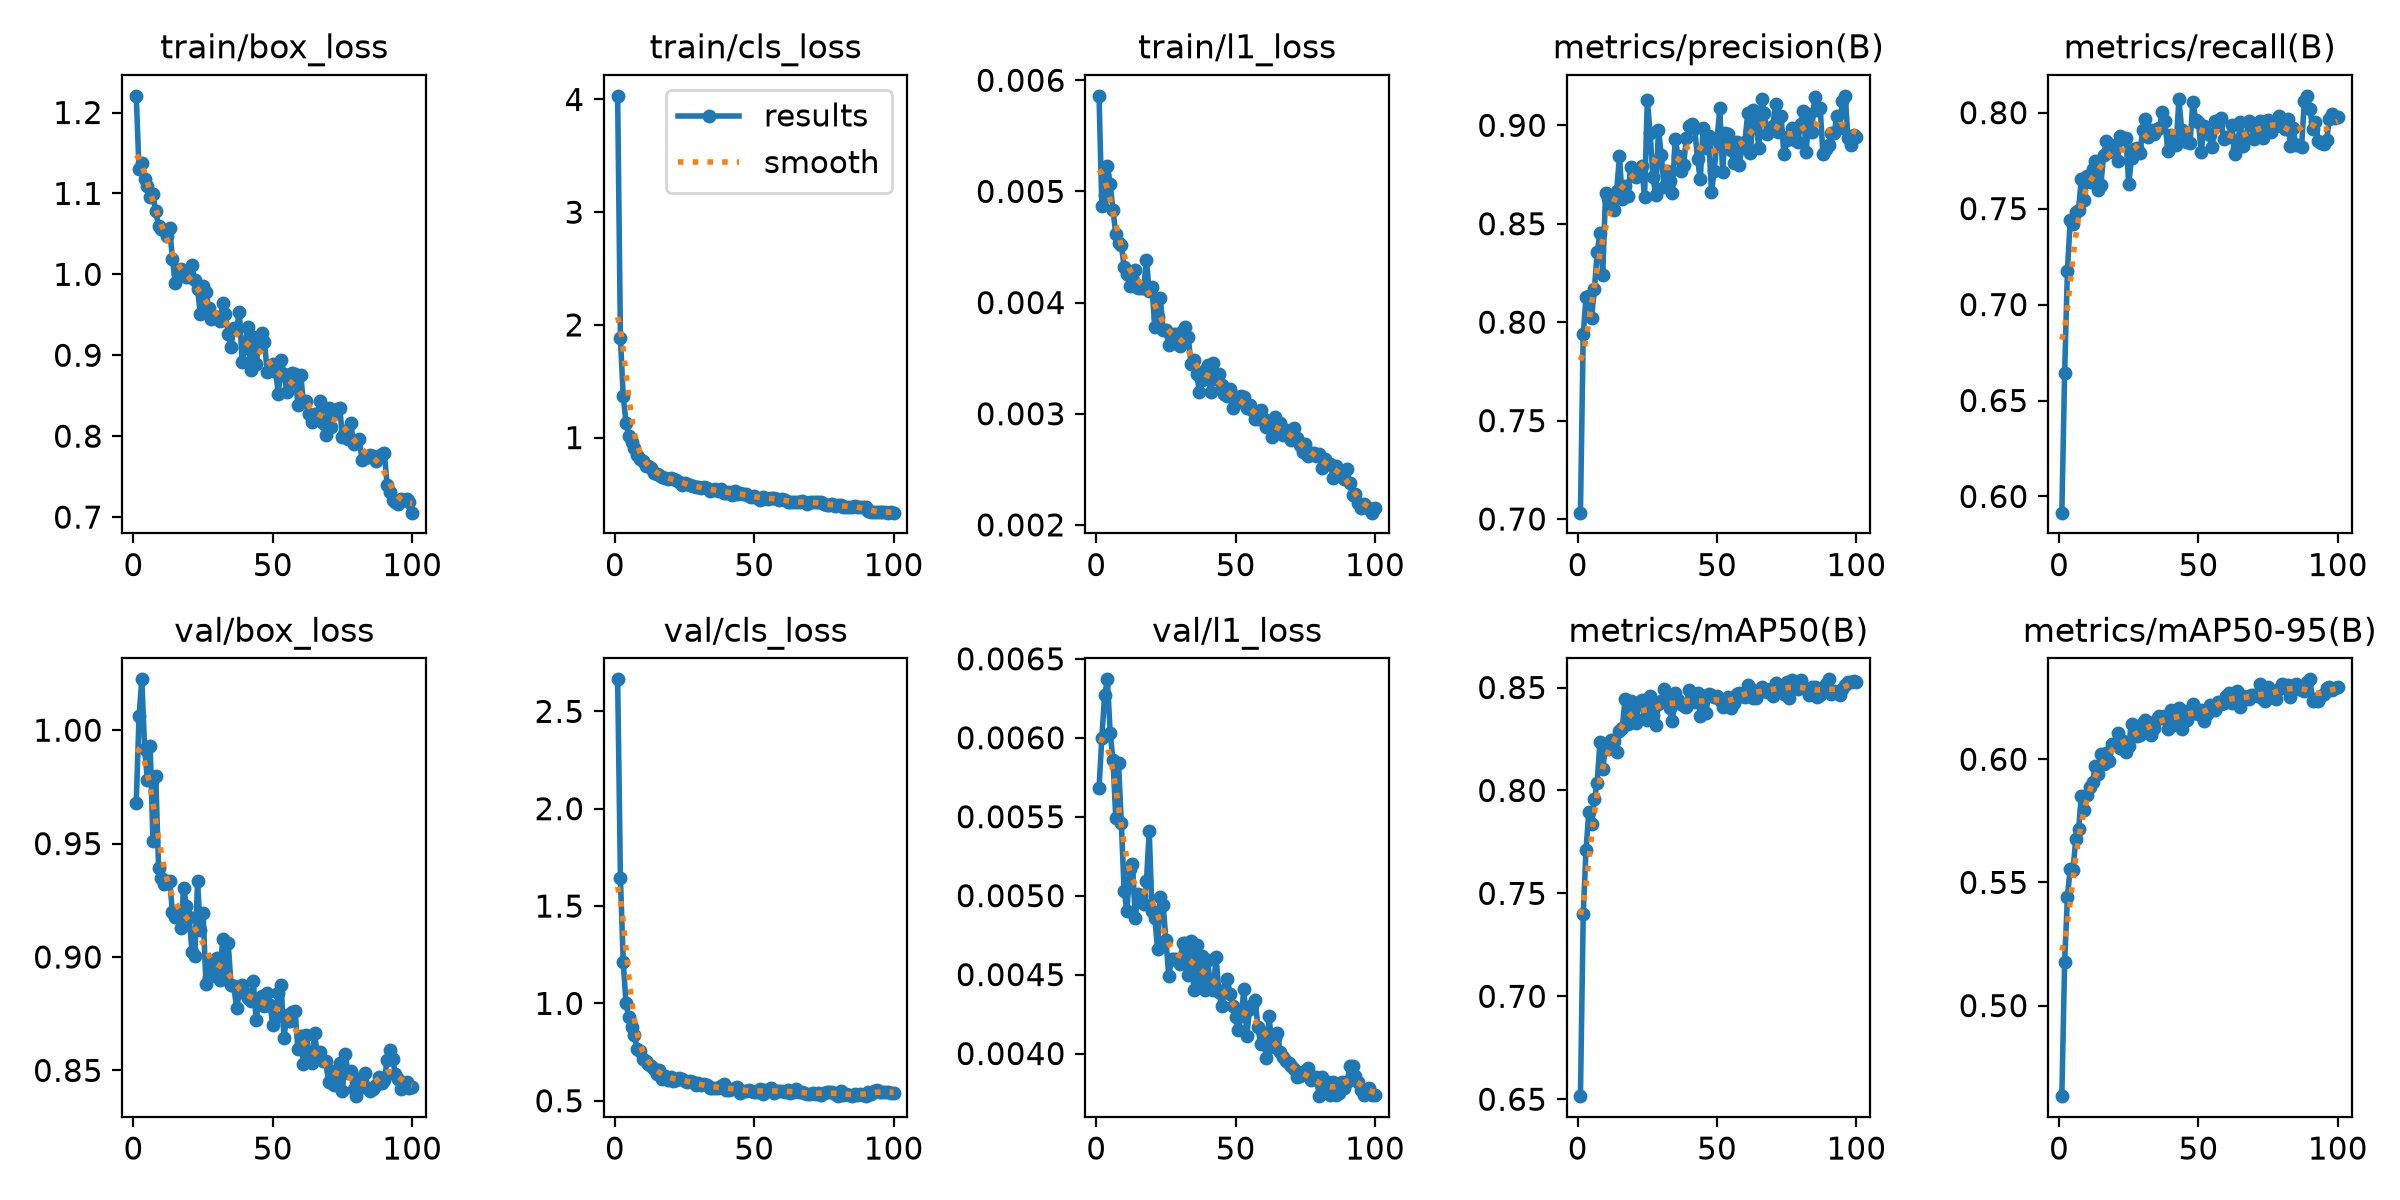 train/box_loss
train/cls_loss
train/l1_loss
metrics/precision(B)
metrics/recall(B)
1.2
1.1
1.0
0.9
0.8
0.7
0 50 100
4
3
2
1
results
smooth
0 50 100
0.006
0.005
0.004
0.003
0.002
0 50 100
0.90
0.85
0.80
0.75
0.70
0 50 100
0.80
0.75
0.70
0.65
0.60
0 50 100
val/box_loss
val/cls_loss
val/l1_loss
metrics/mAP50(B)
metrics/mAP50-95(B)
1.00
0.95
0.90
0.85
0 50 100
2.5
2.0
1.5
1.0
0.5
0 50 100
0.0065
0.0060
0.0055
0.0050
0.0045
0.0040
0 50 100
0.85
0.80
0.75
0.70
0.65
0 50 100
0.60
0.55
0.50
0 50 100